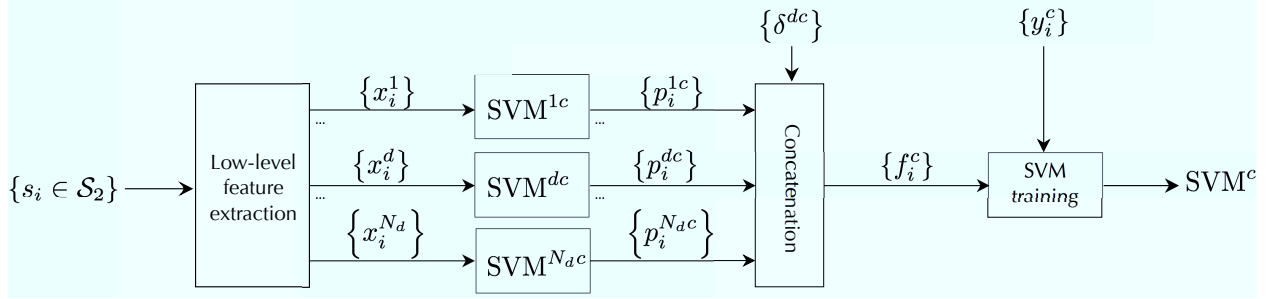 {δ^{dc}}
{y_i^c}
{x_i^1}
SVM^{1c}
{p_i^{1c}}
...
...
{s_i ∈ 𝒮_2}
Low-level
feature
extraction
{x_i^d}
SVM^{dc}
{p_i^{dc}}
...
...
Concatenation
{f_i^c}
SVM
training
SVM^c
{x_i^{N_d}}
SVM^{N_d c}
{p_i^{N_d c}}